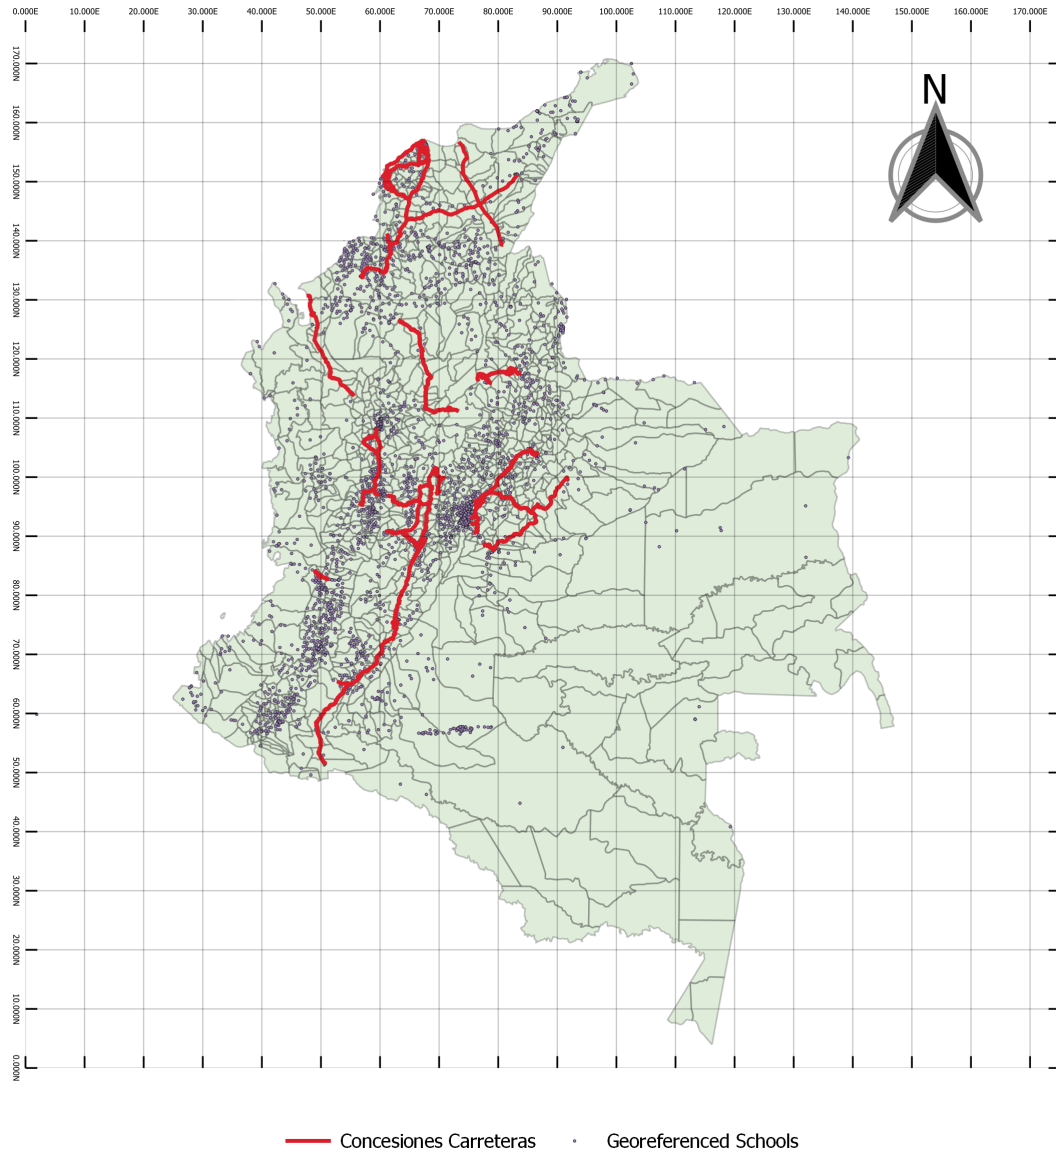 0.000E 10.000E 20.000E 30.000E 40.000E 50.000E 60.000E 70.000E 80.000E 90.000E 100.000E 110.000E 120.000E 130.000E 140.000E 150.000E 160.000E 170.000E
170.000N
160.000N
150.000N
140.000N
130.000N
120.000N
110.000N
100.000N
90.000N
80.000N
70.000N
60.000N
50.000N
40.000N
30.000N
20.000N
10.000N
0.000N
N
Concesiones Carreteras Georeferenced Schools